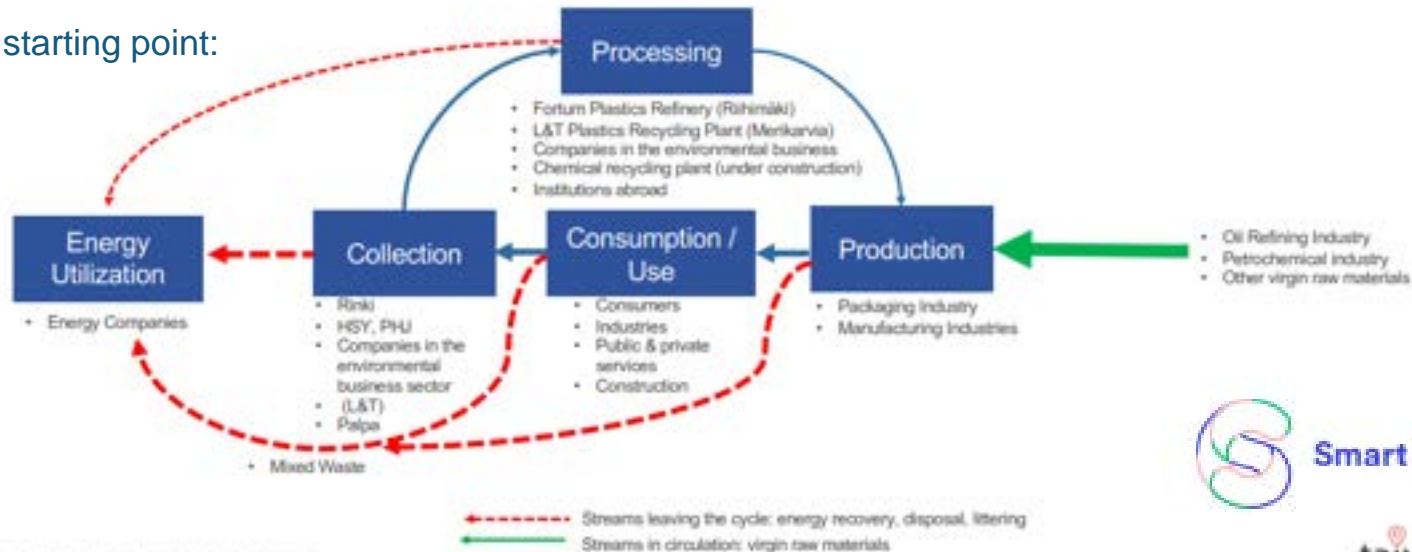 starting point:
Processing
• Fortum Plastics Refinery (Riihimäki)
• L&T Plastics Recycling Plant (Merikarvia)
• Companies in the environmental business
• Chemical recycling plant (under construction)
• Institutions abroad
Energy
Utilization
• Energy Companies
Collection
• Rinki
• HSY, PHJ
• Companies in the
environmental
business sector
• (L&T)
• Palpa
Consumption /
Use
• Consumers
• Industries
• Public & private
services
• Construction
Production
• Packaging Industry
• Manufacturing Industries
• Oil Refining Industry
• Petrochemical industry
• Other virgin raw materials
• Mixed Waste
Smart
Streams leaving the cycle: energy recovery, disposal, littering
Streams in circulation: virgin raw materials